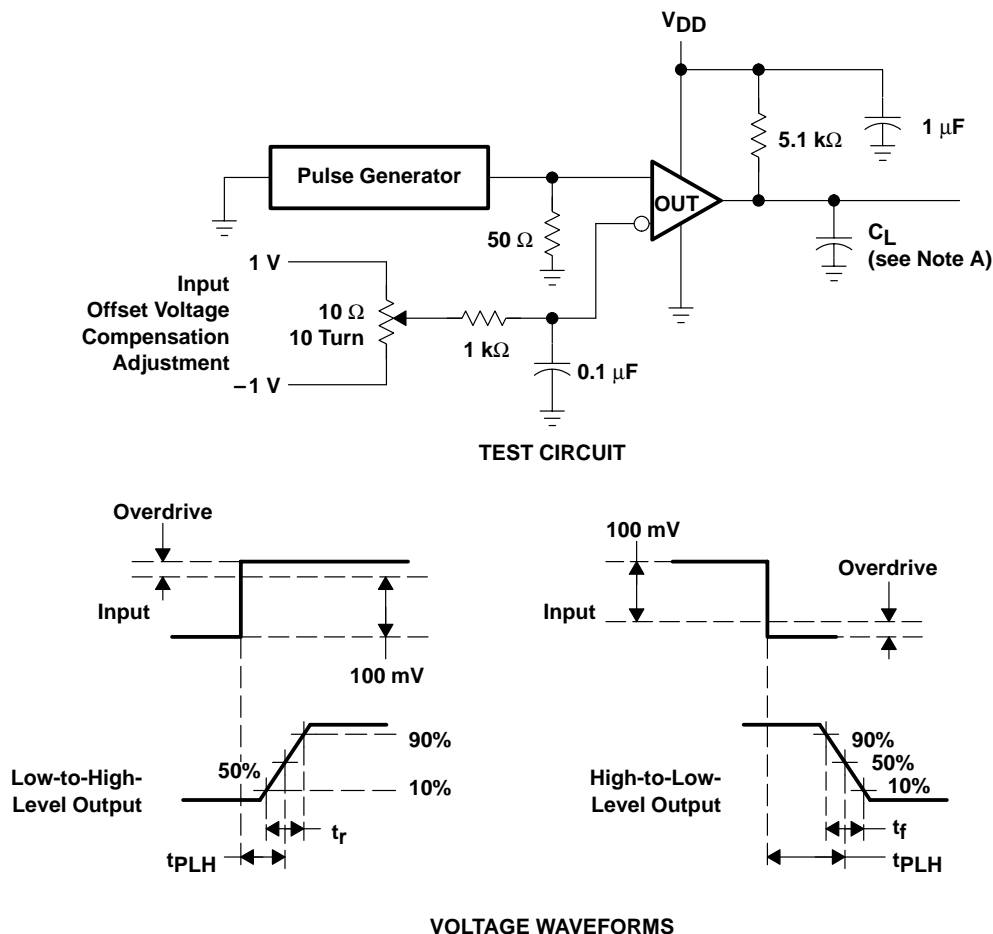 VDD
1 μF
5.1 kΩ
Pulse Generator
OUT
50 Ω
CL
(see Note A)
1 V
Input
Offset Voltage
Compensation
Adjustment
10 Ω
10 Turn
1 kΩ
0.1 μF
–1 V
TEST CIRCUIT
Overdrive
Input
100 mV
90%
50%
10%
Low-to-High-
Level Output
tr
tPLH
100 mV
Overdrive
Input
90%
50%
10%
High-to-Low-
Level Output
tf
tPLH
VOLTAGE WAVEFORMS